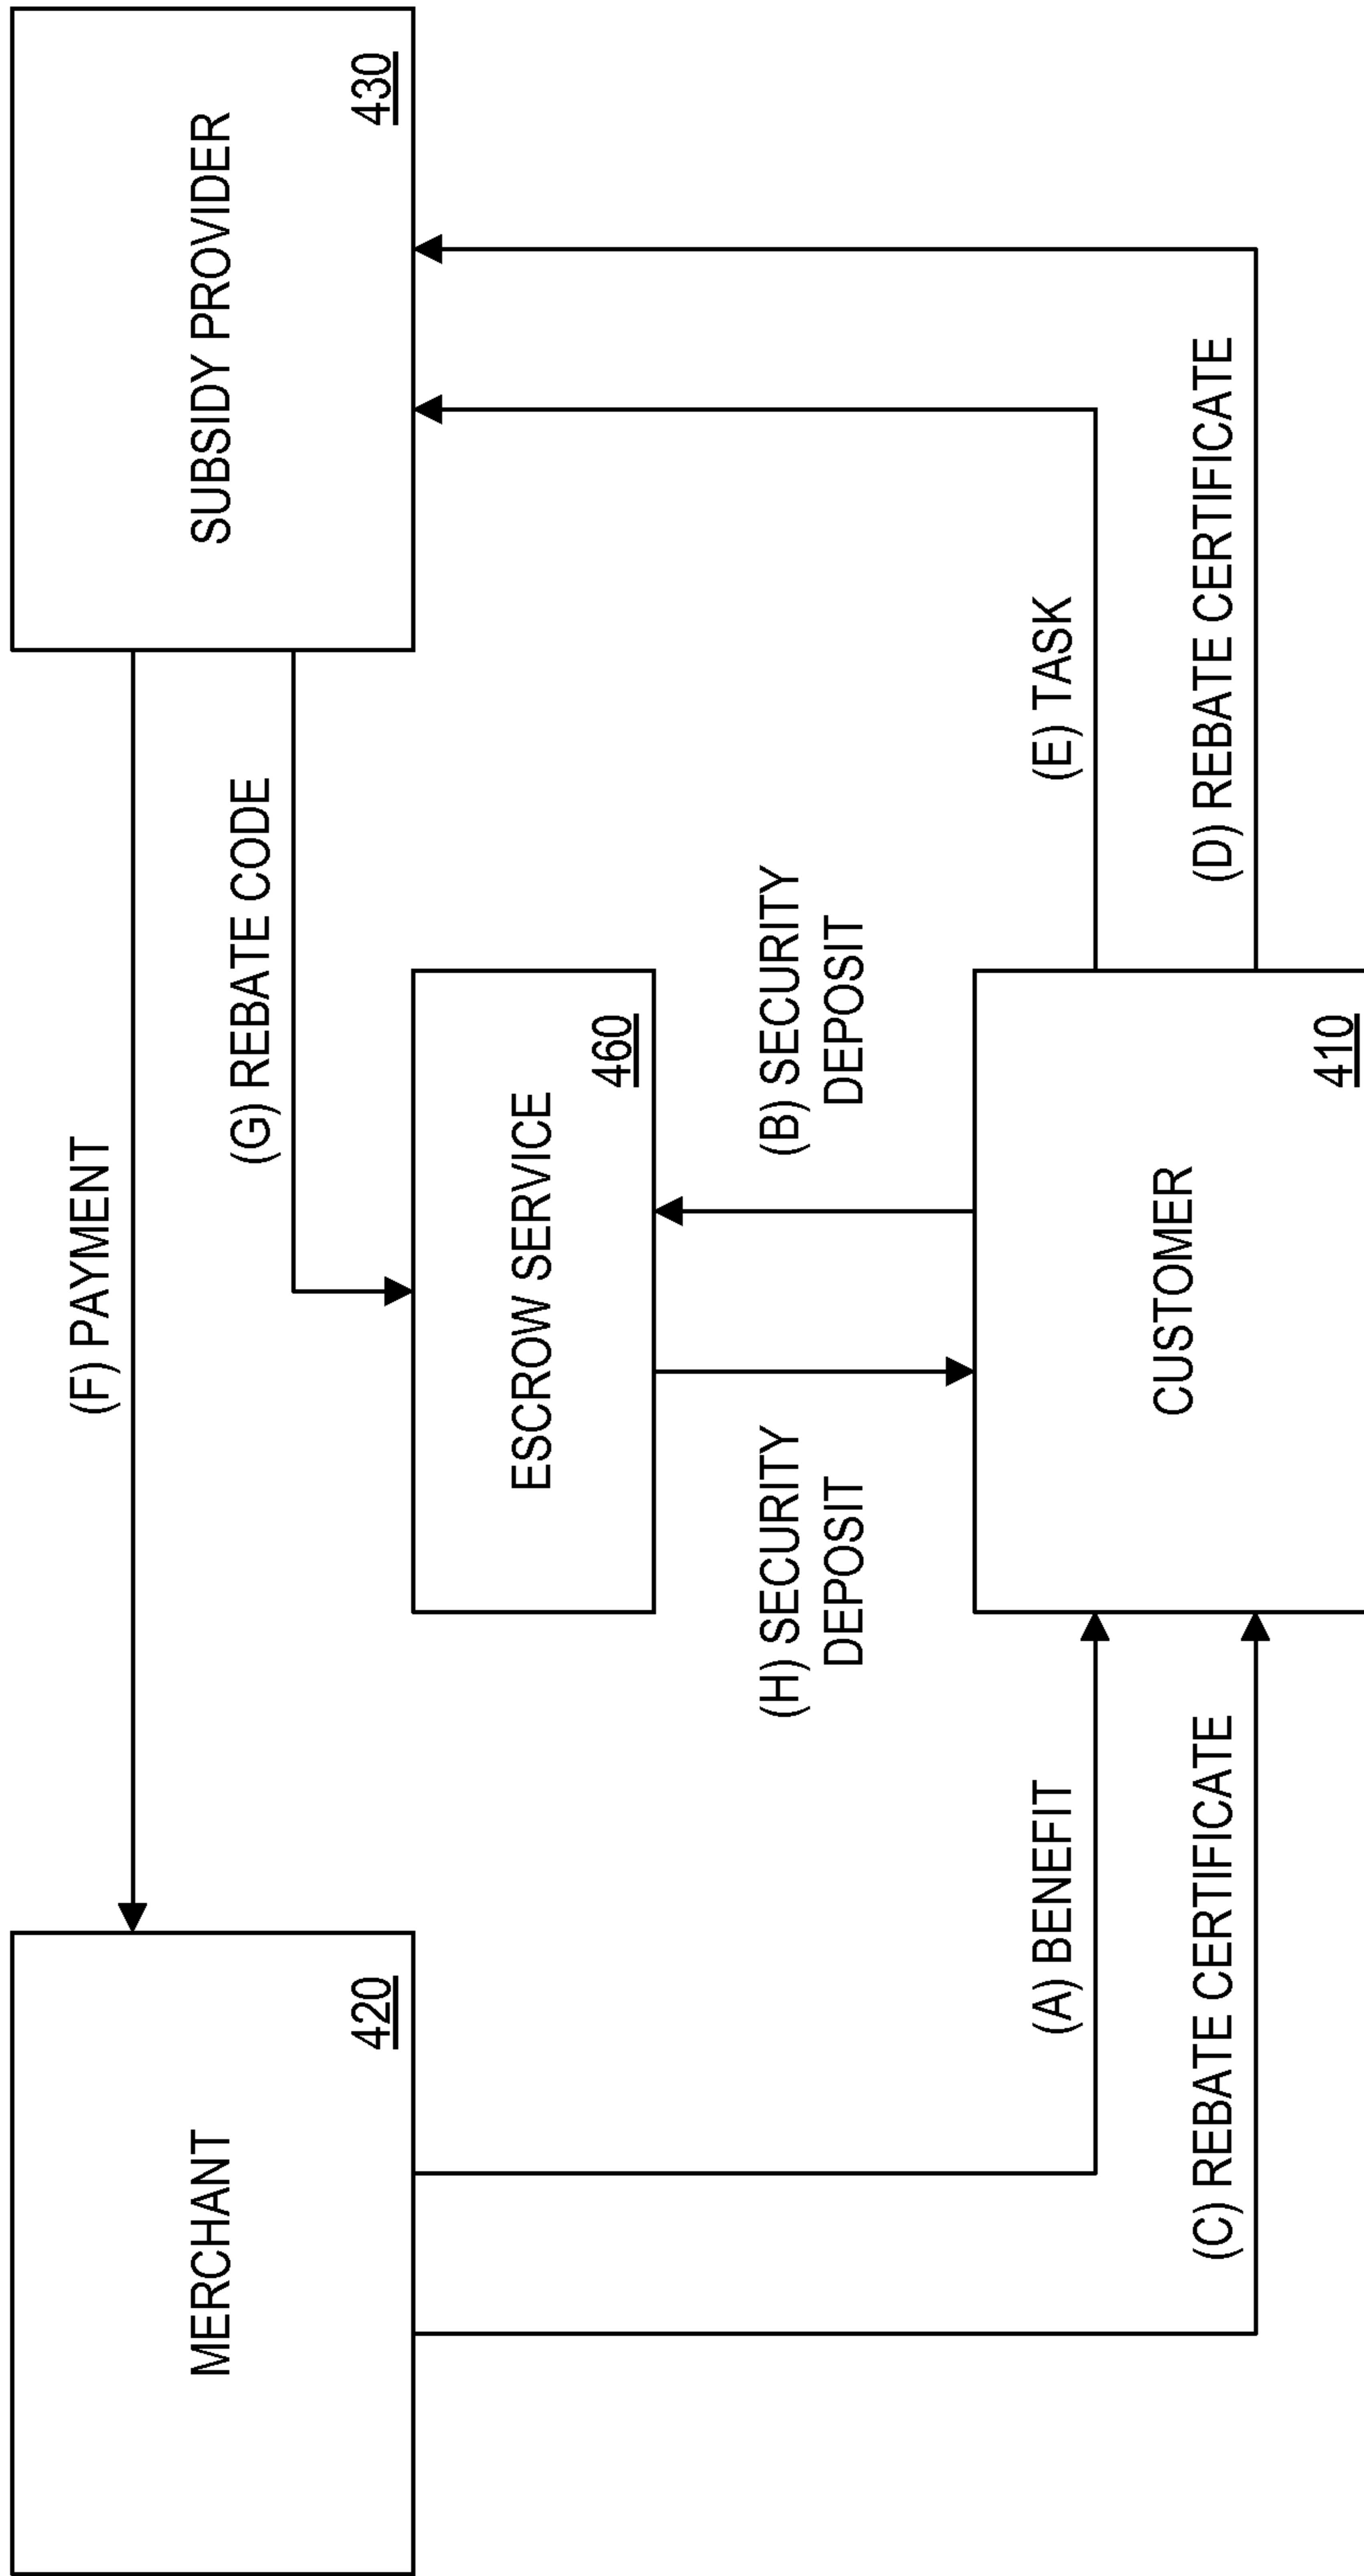 (F) PAYMENT
MERCHANT
420
SUBSIDY PROVIDER
430
(G) REBATE CODE
ESCROW SERVICE
460
(H) SECURITY
DEPOSIT
(B) SECURITY
DEPOSIT
(A) BENEFIT
(E) TASK
CUSTOMER
410
(C) REBATE CERTIFICATE
(D) REBATE CERTIFICATE